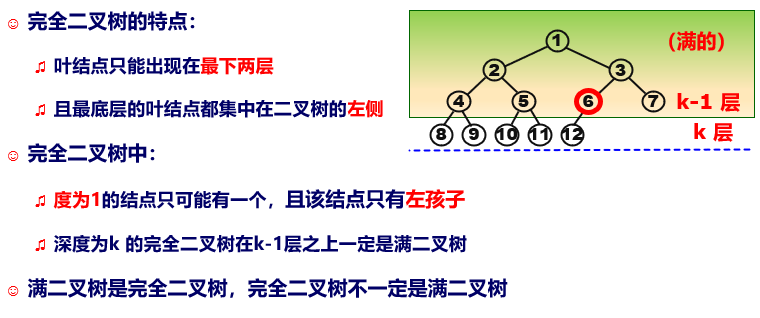 完全二叉树的特点：
叶结点只能出现在最下两层
且最底层的叶结点都集中在二叉树的左侧
完全二叉树中：
度为1的结点只可能有一个，且该结点只有左孩子
深度为k 的完全二叉树在k-1层之上一定是满二叉树
满二叉树是完全二叉树，完全二叉树不一定是满二叉树
1
（满的）
2 3
4 5 6 7 k-1 层
8 9 10 11 12 k 层